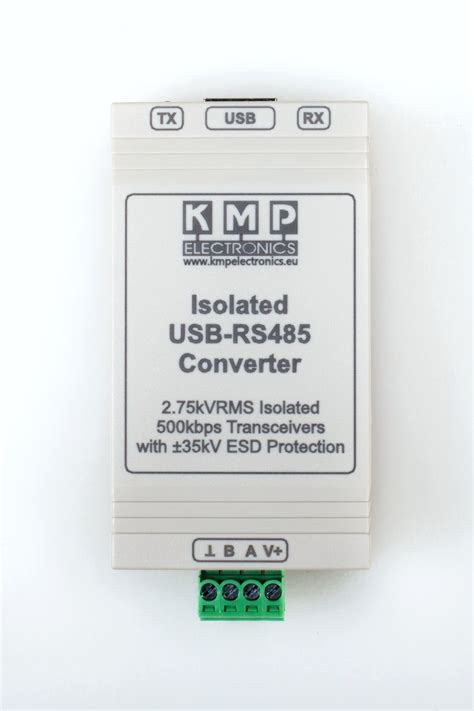 TX USB RX
KMP
ELECTRONICS
www.kmpelectronics.eu
Isolated
USB-RS485
Converter
2.75kVRMS Isolated
500kbps Transceivers
with ±35kV ESD Protection
⊥ B A V+